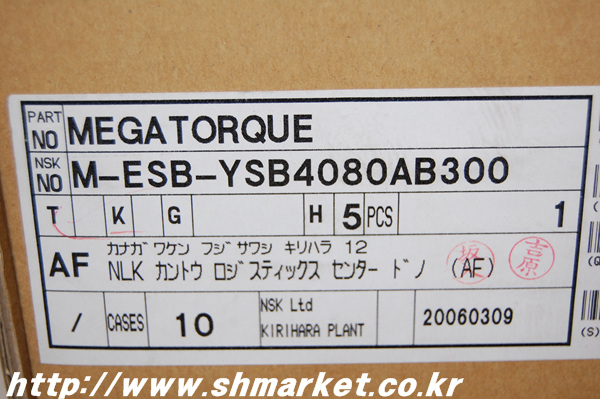 PART NO MEGATORQUE
NSK NO M-ESB-YSB4080AB300
T K G H 5 PCS 1
カナガワケン フジサワシ キリハラ 12
AF NLK カントウ ロジスティックス センター ドノ (AF)
吉原
/ CASES 10 NSK Ltd KIRIHARA PLANT 20060309
(S)
http://www.shmarket.co.kr